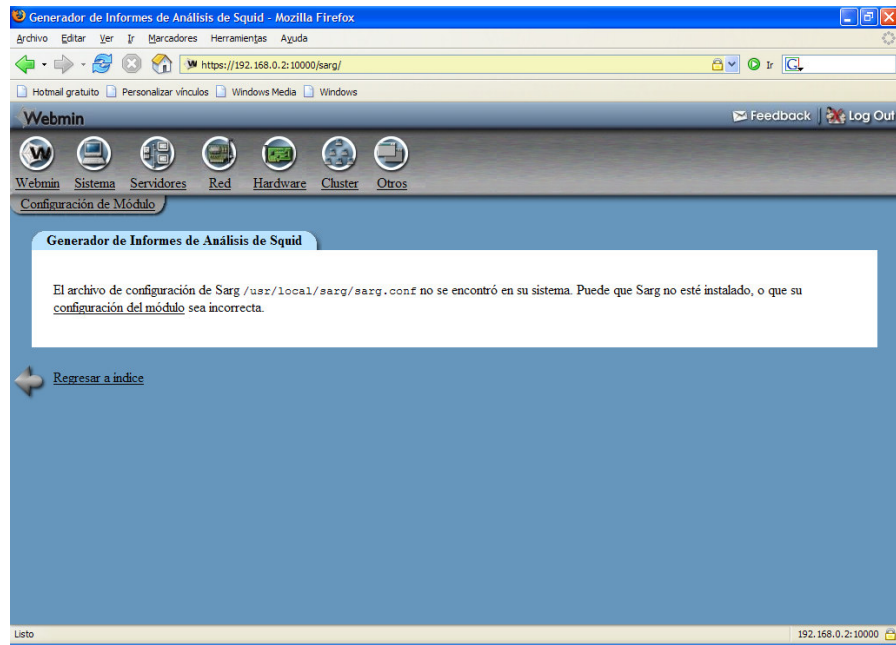 Generador de Informes de Análisis de Squid - Mozilla Firefox
Archivo Editar Ver Ir Marcadores Herramientas Ayuda
https://192.168.0.2:10000/sarg/ Ir G
Hotmail gratuito Personalizar vínculos Windows Media Windows
Webmin Feedback Log Out
Webmin Sistema Servidores Red Hardware Cluster Otros
Configuración de Módulo
Generador de Informes de Análisis de Squid
El archivo de configuración de Sarg /usr/local/sarg/sarg.conf no se encontró en su sistema. Puede que Sarg no esté instalado, o que su
configuración del módulo sea incorrecta.
Regresar a índice
Listo 192.168.0.2:10000